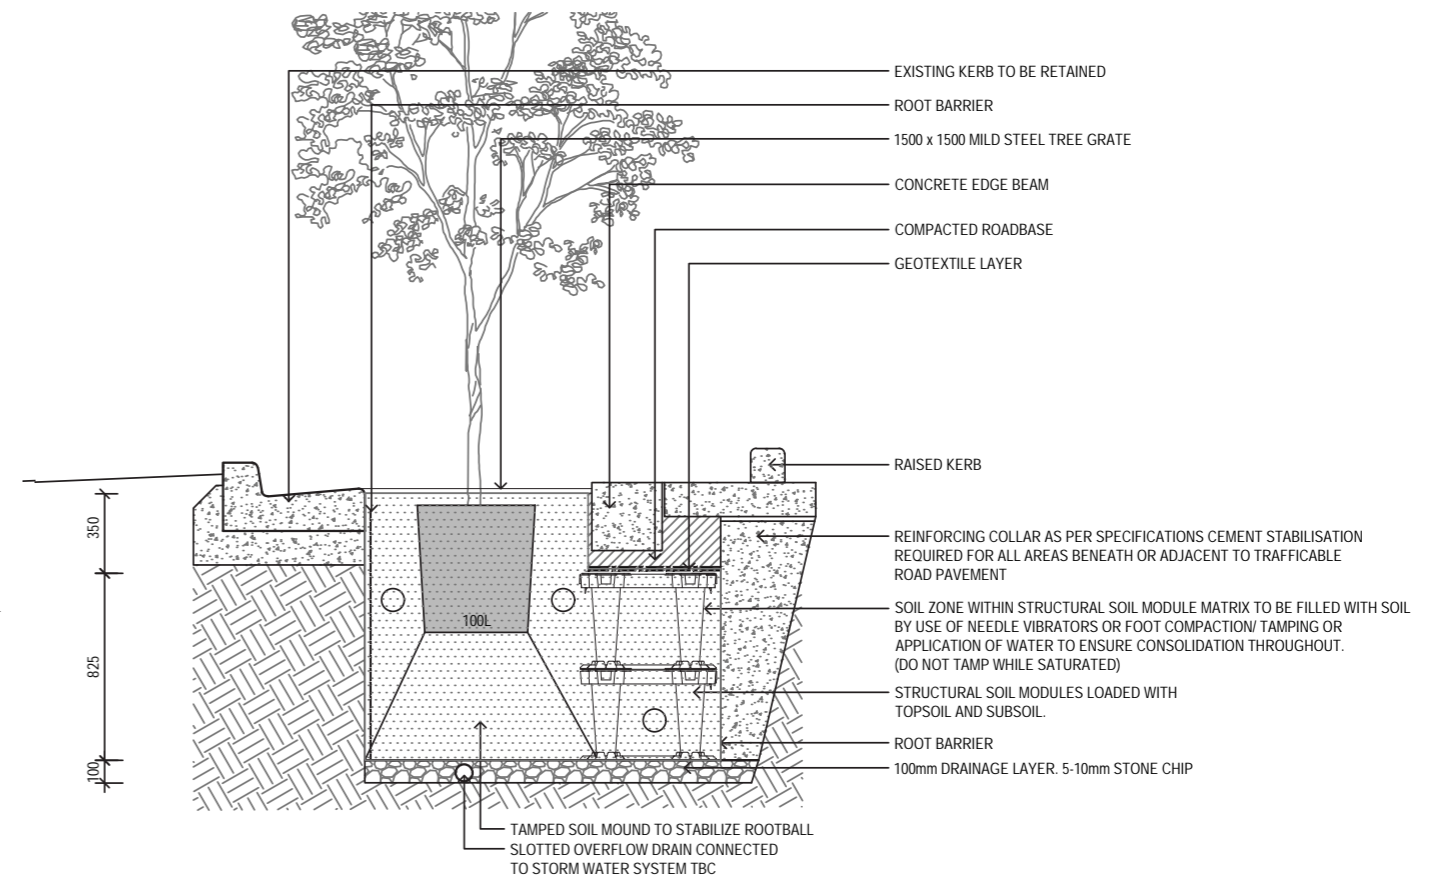 EXISTING KERB TO BE RETAINED
ROOT BARRIER
1500 x 1500 MILD STEEL TREE GRATE
CONCRETE EDGE BEAM
COMPACTED ROADBASE
GEOTEXTILE LAYER
RAISED KERB
350
REINFORCING COLLAR AS PER SPECIFICATIONS CEMENT STABILISATION
REQUIRED FOR ALL AREAS BENEATH OR ADJACENT TO TRAFFICABLE
ROAD PAVEMENT
100L
SOIL ZONE WITHIN STRUCTURAL SOIL MODULE MATRIX TO BE FILLED WITH SOIL
BY USE OF NEEDLE VIBRATORS OR FOOT COMPACTION/ TAMPING OR
APPLICATION OF WATER TO ENSURE CONSOLIDATION THROUGHOUT.
(DO NOT TAMP WHILE SATURATED)
825
STRUCTURAL SOIL MODULES LOADED WITH
TOPSOIL AND SUBSOIL.
ROOT BARRIER
100
100mm DRAINAGE LAYER. 5-10mm STONE CHIP
TAMPED SOIL MOUND TO STABILIZE ROOTBALL
SLOTTED OVERFLOW DRAIN CONNECTED
TO STORM WATER SYSTEM TBC